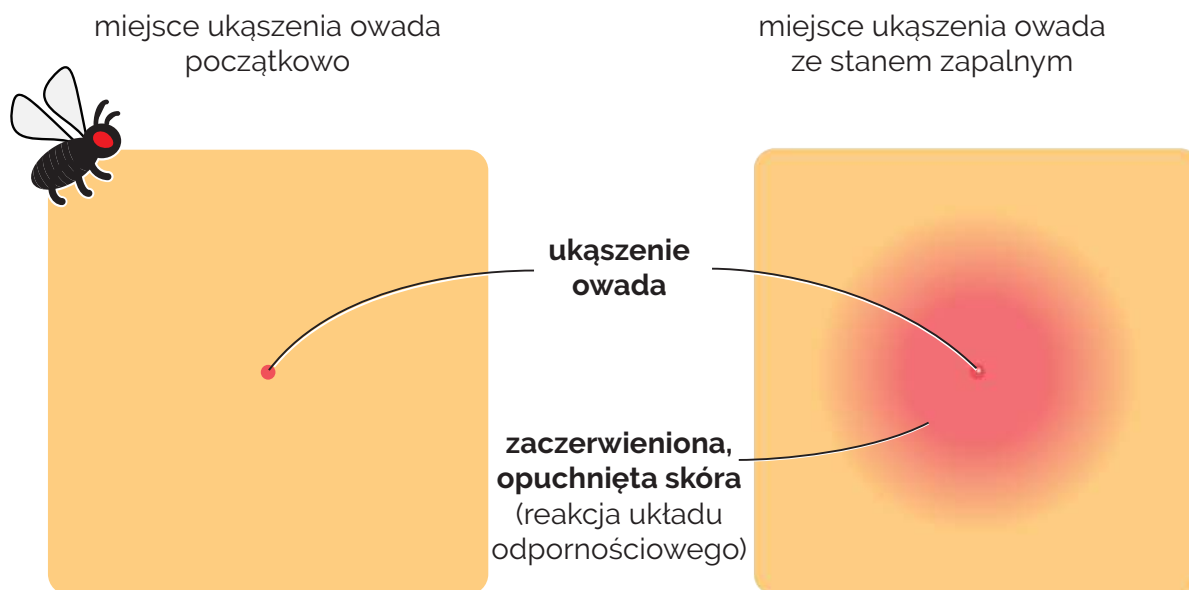 miejsce ukąszenia owada
początkowo
miejsce ukąszenia owada
ze stanem zapalnym
ukąszenie
owada
zaczerwieniona,
opuchnięta skóra
(reakcja układu
odpornościowego)